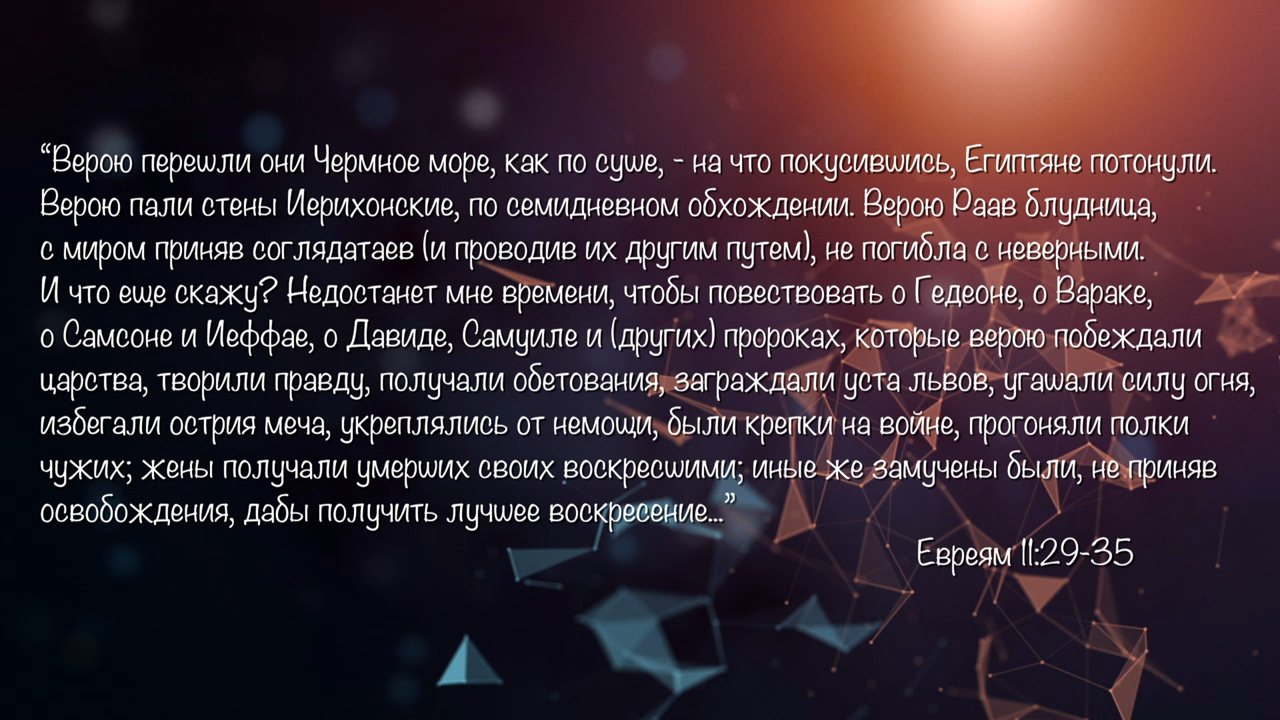 “Верою перешли они Чермное море, как по суше, - на что покусившись, Египтяне потонули.
Верою пали стены Иерихонские, по семидневном обхождении. Верою Раав блудница,
с миром приняв соглядатаев (и проводив их другим путем), не погибла с неверными.
И что еще скажу? Недостанет мне времени, чтобы повествовать о Гедеоне, о Вараке,
о Самсоне и Иеффае, о Давиде, Самуиле и (других) пророках, которые верою побеждали
царства, творили правду, получали обетования, заграждали уста львов, угашали силу огня,
избегали острия меча, укреплялись от немощи, были крепки на войне, прогоняли полки
чужих; жены получали умерших своих воскресшими; иные же замучены были, не приняв
освобождения, дабы получить лучшее воскресение...”
Евреям 11:29-35